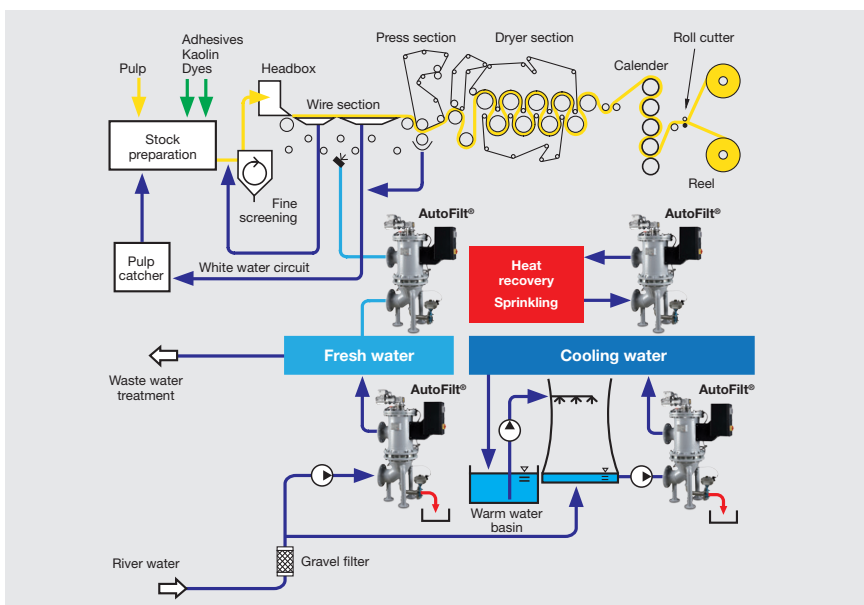 Press section
Dryer section
Roll cutter
Adhesives
Kaolin
Dyes
Pulp
Headbox
Calender
Wire section
Stock
preparation
Reel
Fine
screening
AutoFilt®
AutoFilt®
Pulp
catcher
White water circuit
Heat
recovery
Sprinkling
Fresh water
Cooling water
Waste water
treatment
AutoFilt®
AutoFilt®
Warm water
basin
Gravel filter
River water